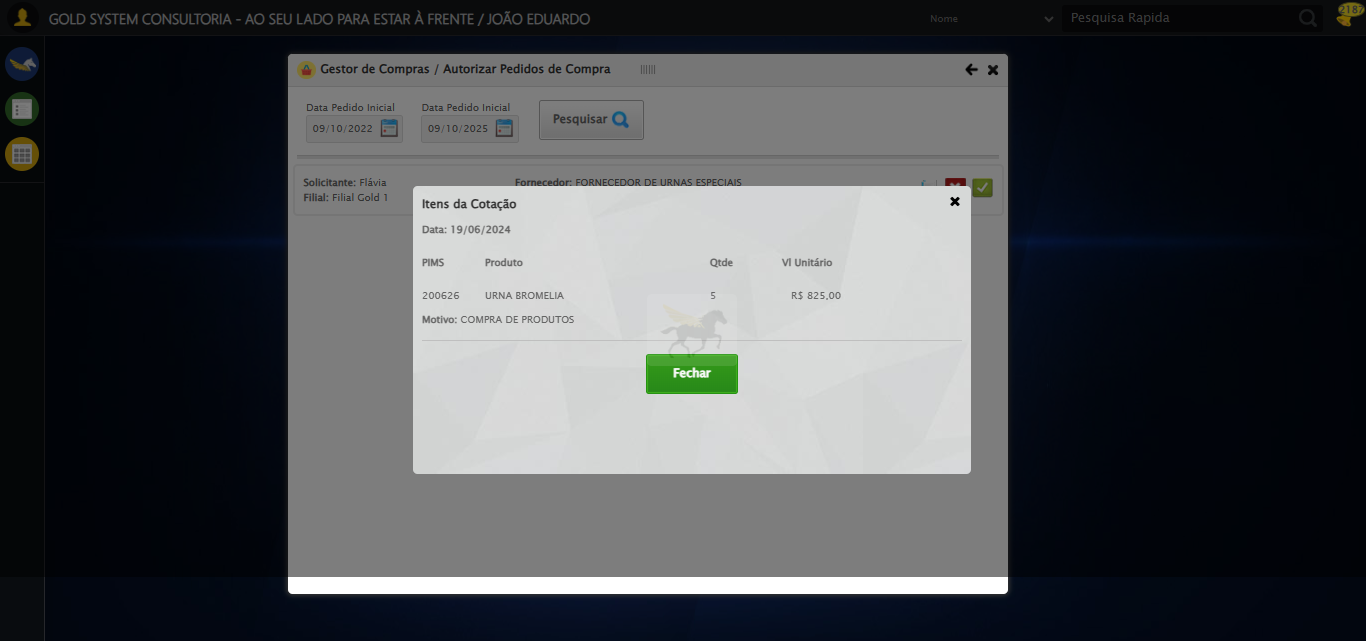 GOLD SYSTEM CONSULTORIA - AO SEU LADO PARA ESTAR À FRENTE / JOÃO EDUARDO
Nome
Pesquisa Rapida
2187
Gestor de Compras / Autorizar Pedidos de Compra
Data Pedido Inicial
Data Pedido Inicial
09/10/2022
09/10/2025
Pesquisar
Solicitante: Flávia
Fornecedor: FORNECEDOR DE URNAS ESPECIAIS
Filial: Filial Gold 1
Itens da Cotação
Data: 19/06/2024
PIMS Produto Qtde Vl Unitário
200626 URNA BROMELIA 5 R$ 825,00
Motivo: COMPRA DE PRODUTOS
Fechar